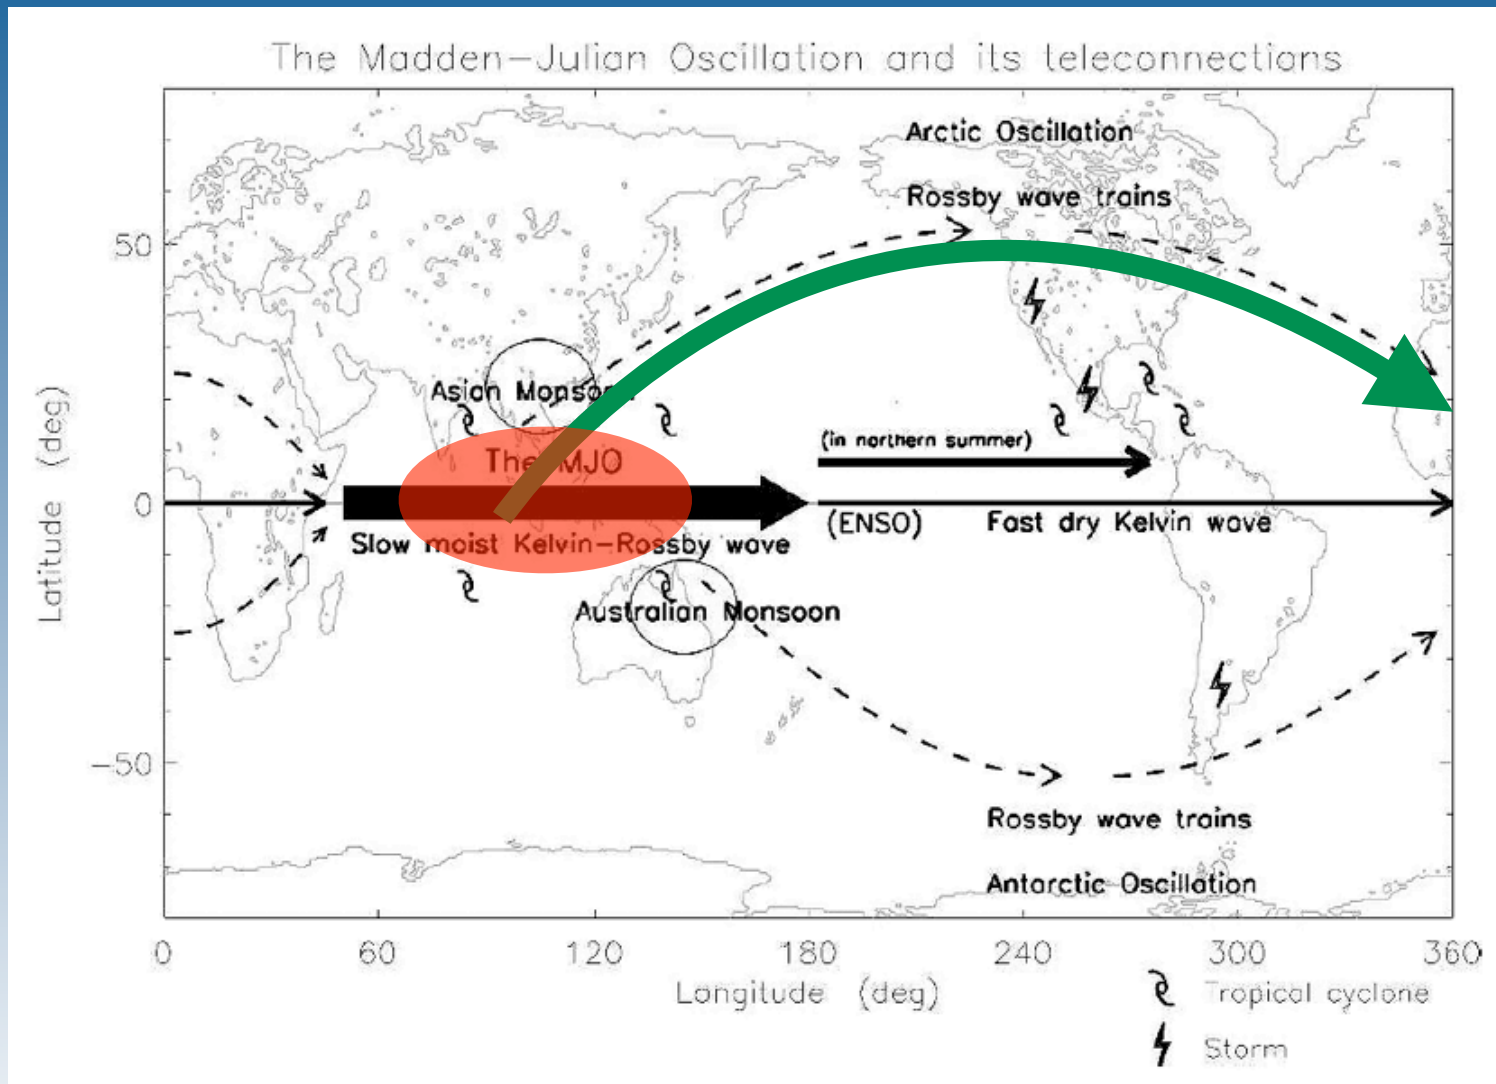 The Madden-Julian Oscillation and its teleconnections
Arctic Oscillation
Rossby wave trains
50
Asian Monsoon
(in northern summer)
The MJO
0
(ENSO) Fast dry Kelvin wave
Slow moist Kelvin-Rossby wave
Australian Monsoon
-50
Rossby wave trains
Antarctic Oscillation
Latitude (deg)
0 60 120 180 240 300 360
Longitude (deg)
Tropical cyclone
Storm